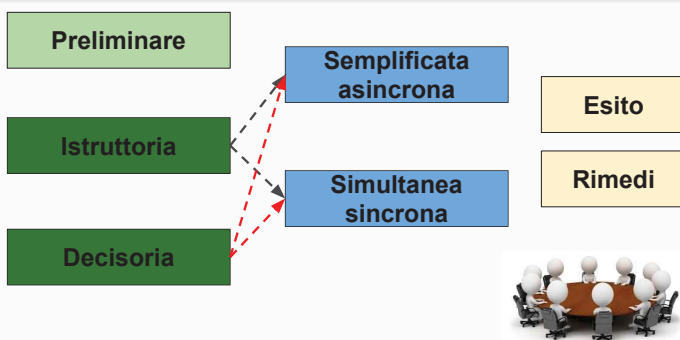 Preliminare
Istruttoria
Decisoria
Semplificata
asincrona
Simultanea
sincrona
Esito
Rimedi